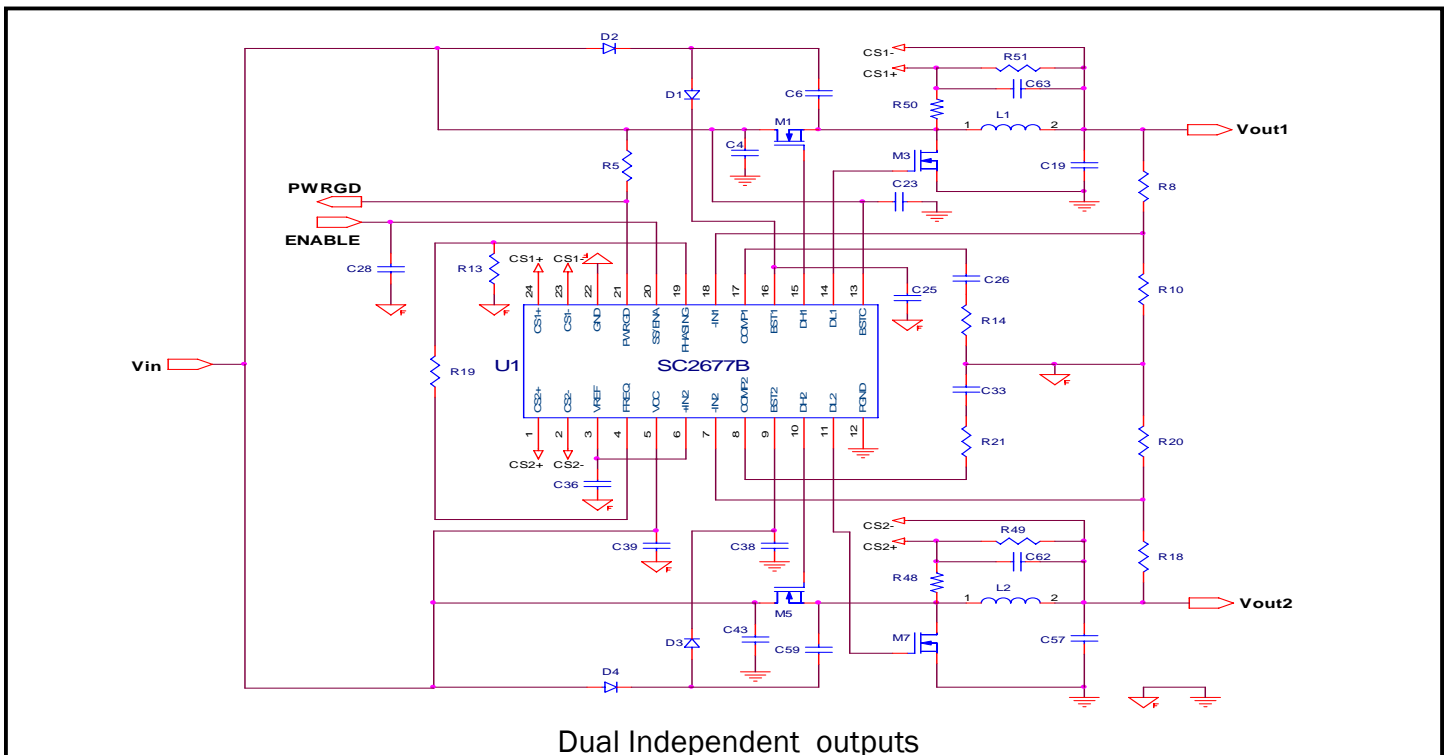 D2
CS1-
CS1+
R51
C63
D1
C6
R50
M1
1
L1
2
Vout1
C4
M3
C19
R5
R8
PWRGD
C23
ENABLE
C28
R13
CS1+
CS1-
C25
C26
R10
24
23
22
21
20
19
18
17
16
15
14
13
CS1+
CS1-
GND
PWRGD
SS/ENA
PHASING
-IN1
COMP1
BST1
DH1
DL1
BSTC
R14
Vin
U1
SC2677B
R19
CS2+
CS2-
VREF
FREQ
VCC
+IN2
-IN2
COMP2
BST2
DH2
DL2
PGND
C33
1
2
3
4
5
6
7
8
9
10
11
12
R21
R20
CS2+
CS2-
C36
CS2-
CS2+
R49
C62
C39
C38
R18
R48
M5
1
L2
2
Vout2
C43
D3
C59
M7
C57
D4
Dual Independent outputs